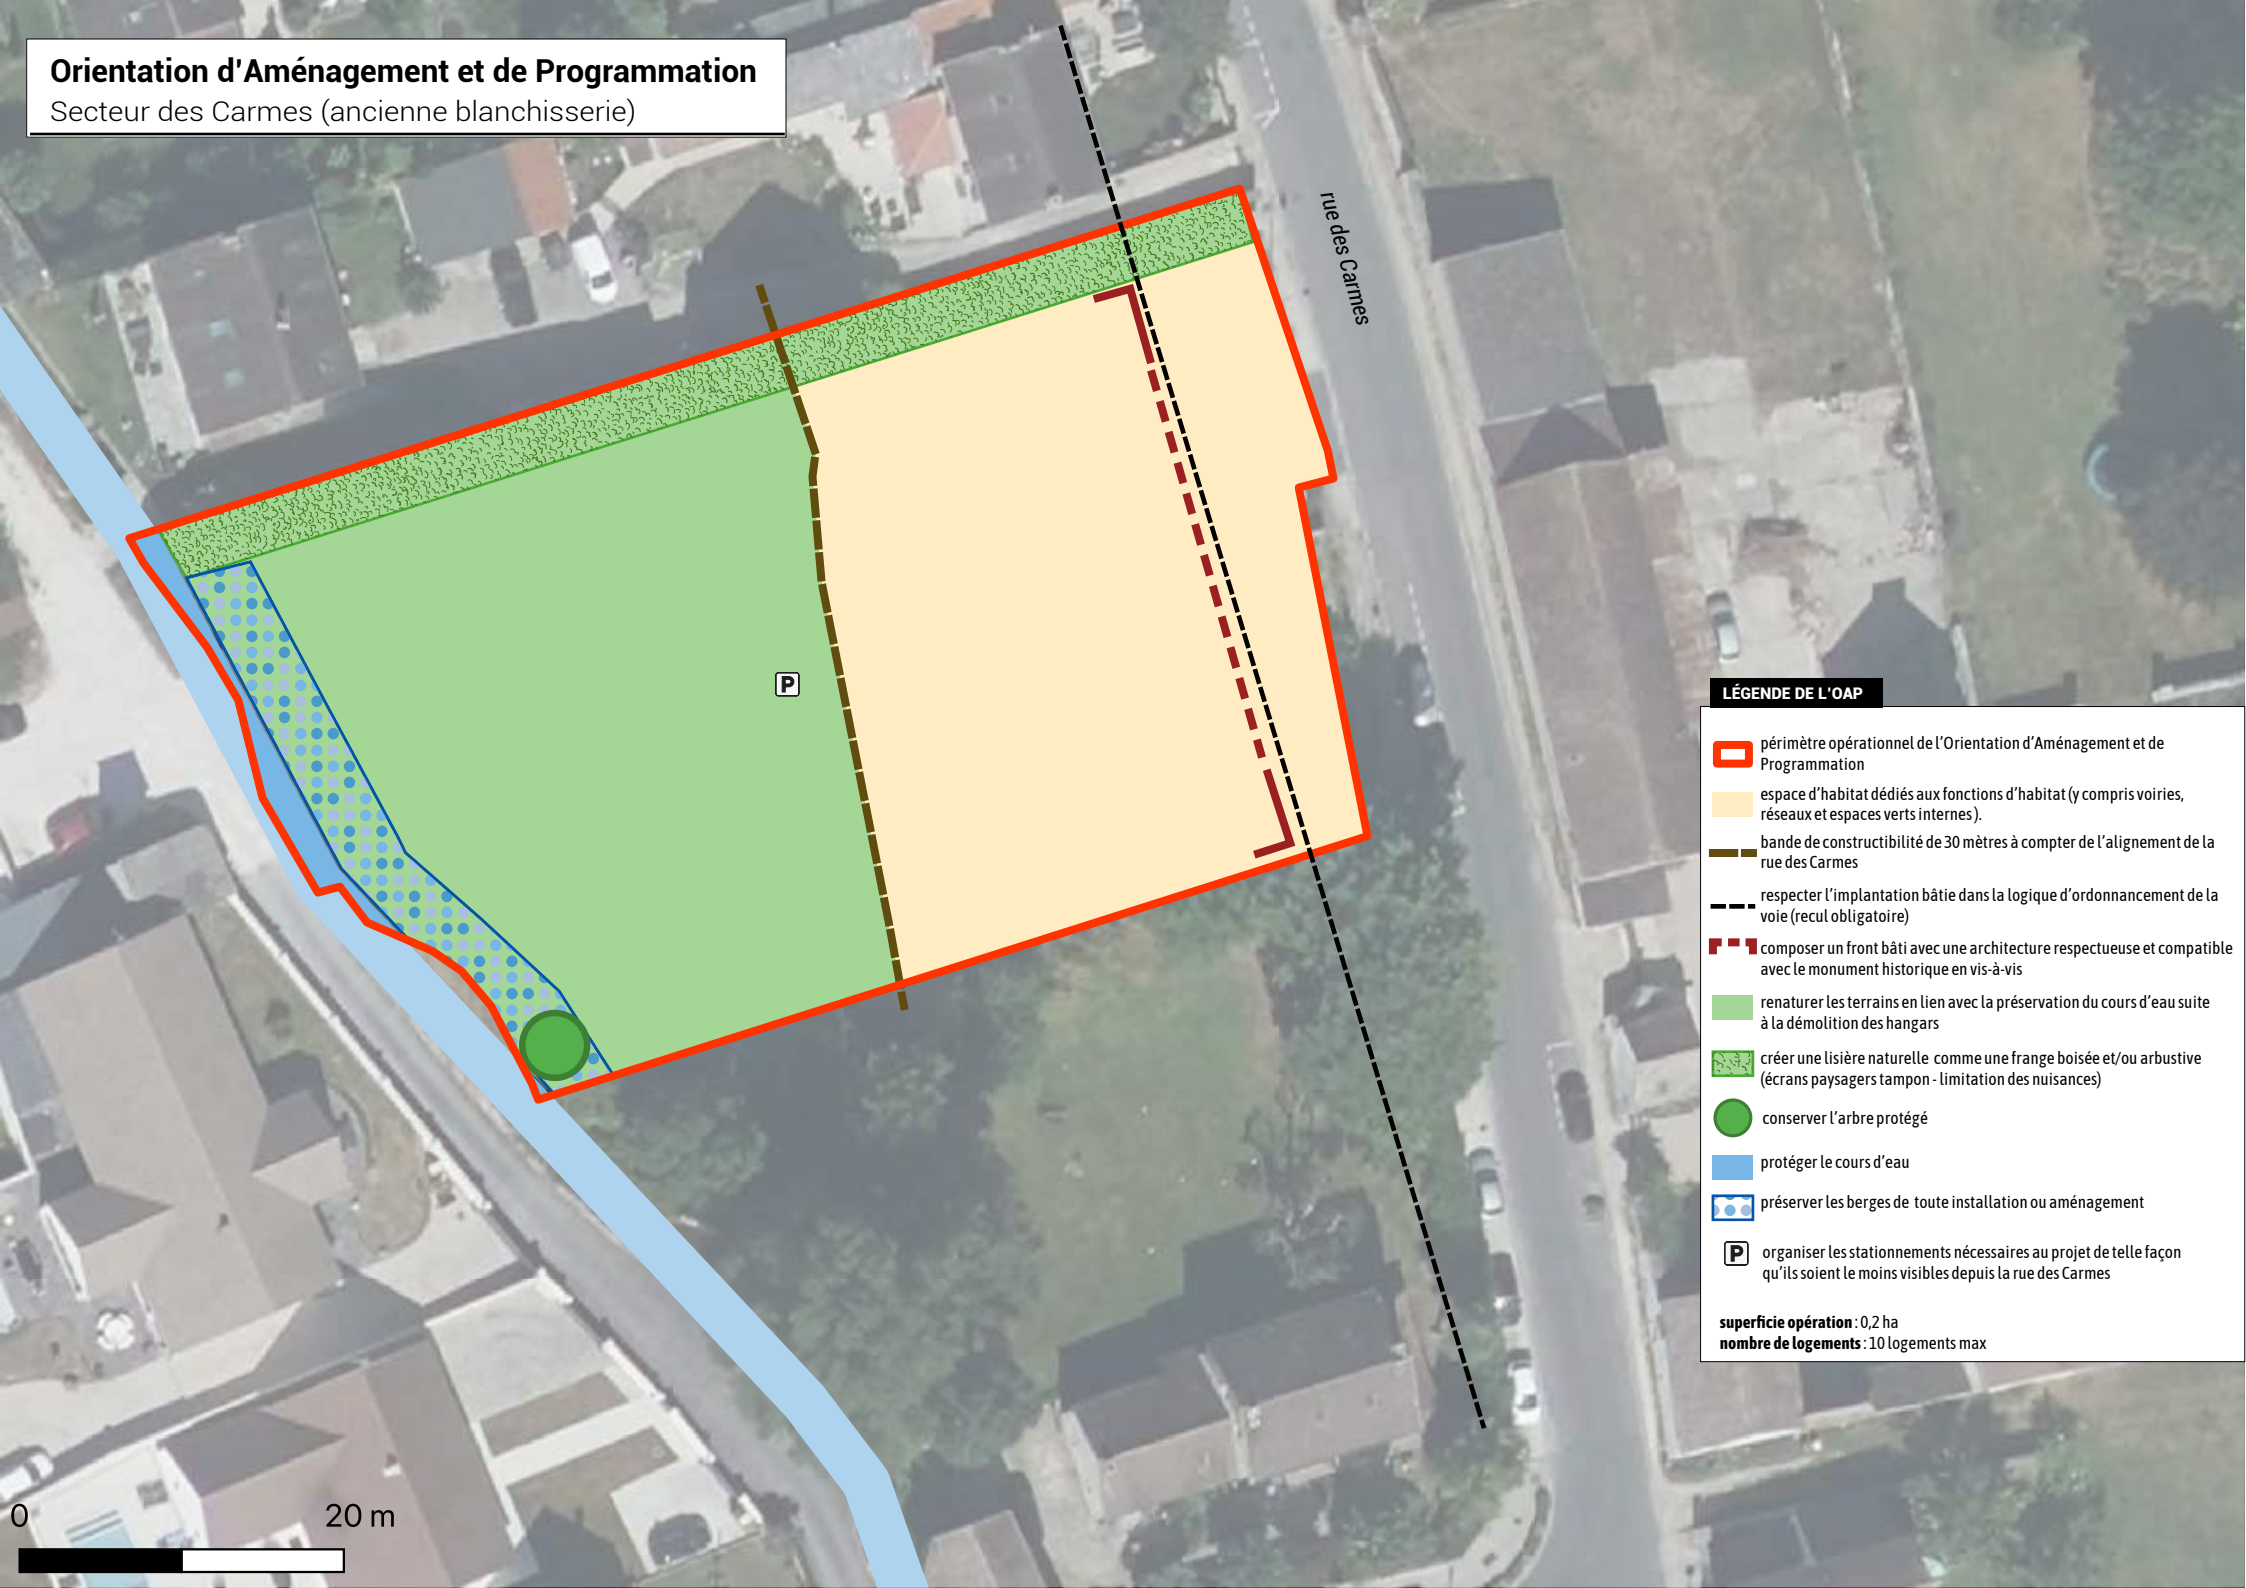 Orientation d'Aménagement et de Programmation
Secteur des Carmes (ancienne blanchisserie)
rue des Carmes
P
LÉGENDE DE L'OAP
périmètre opérationnel de l'Orientation d'Aménagement et de
Programmation
espace d'habitat dédiés aux fonctions d'habitat (y compris voiries,
réseaux et espaces verts internes).
bande de constructibilité de 30 mètres à compter de l'alignement de la
rue des Carmes
respecter l'implantation bâtie dans la logique d'ordonnancement de la
voie (recul obligatoire)
composer un front bâti avec une architecture respectueuse et compatible
avec le monument historique en vis-à-vis
renaturer les terrains en lien avec la préservation du cours d'eau suite
à la démolition des hangars
créer une lisière naturelle comme une frange boisée et/ou arbustive
(écrans paysagers tampon - limitation des nuisances)
conserver l'arbre protégé
protéger le cours d'eau
préserver les berges de toute installation ou aménagement
P
organiser les stationnements nécessaires au projet de telle façon
qu'ils soient le moins visibles depuis la rue des Carmes
superficie opération : 0,2 ha
nombre de logements : 10 logements max
0 20 m